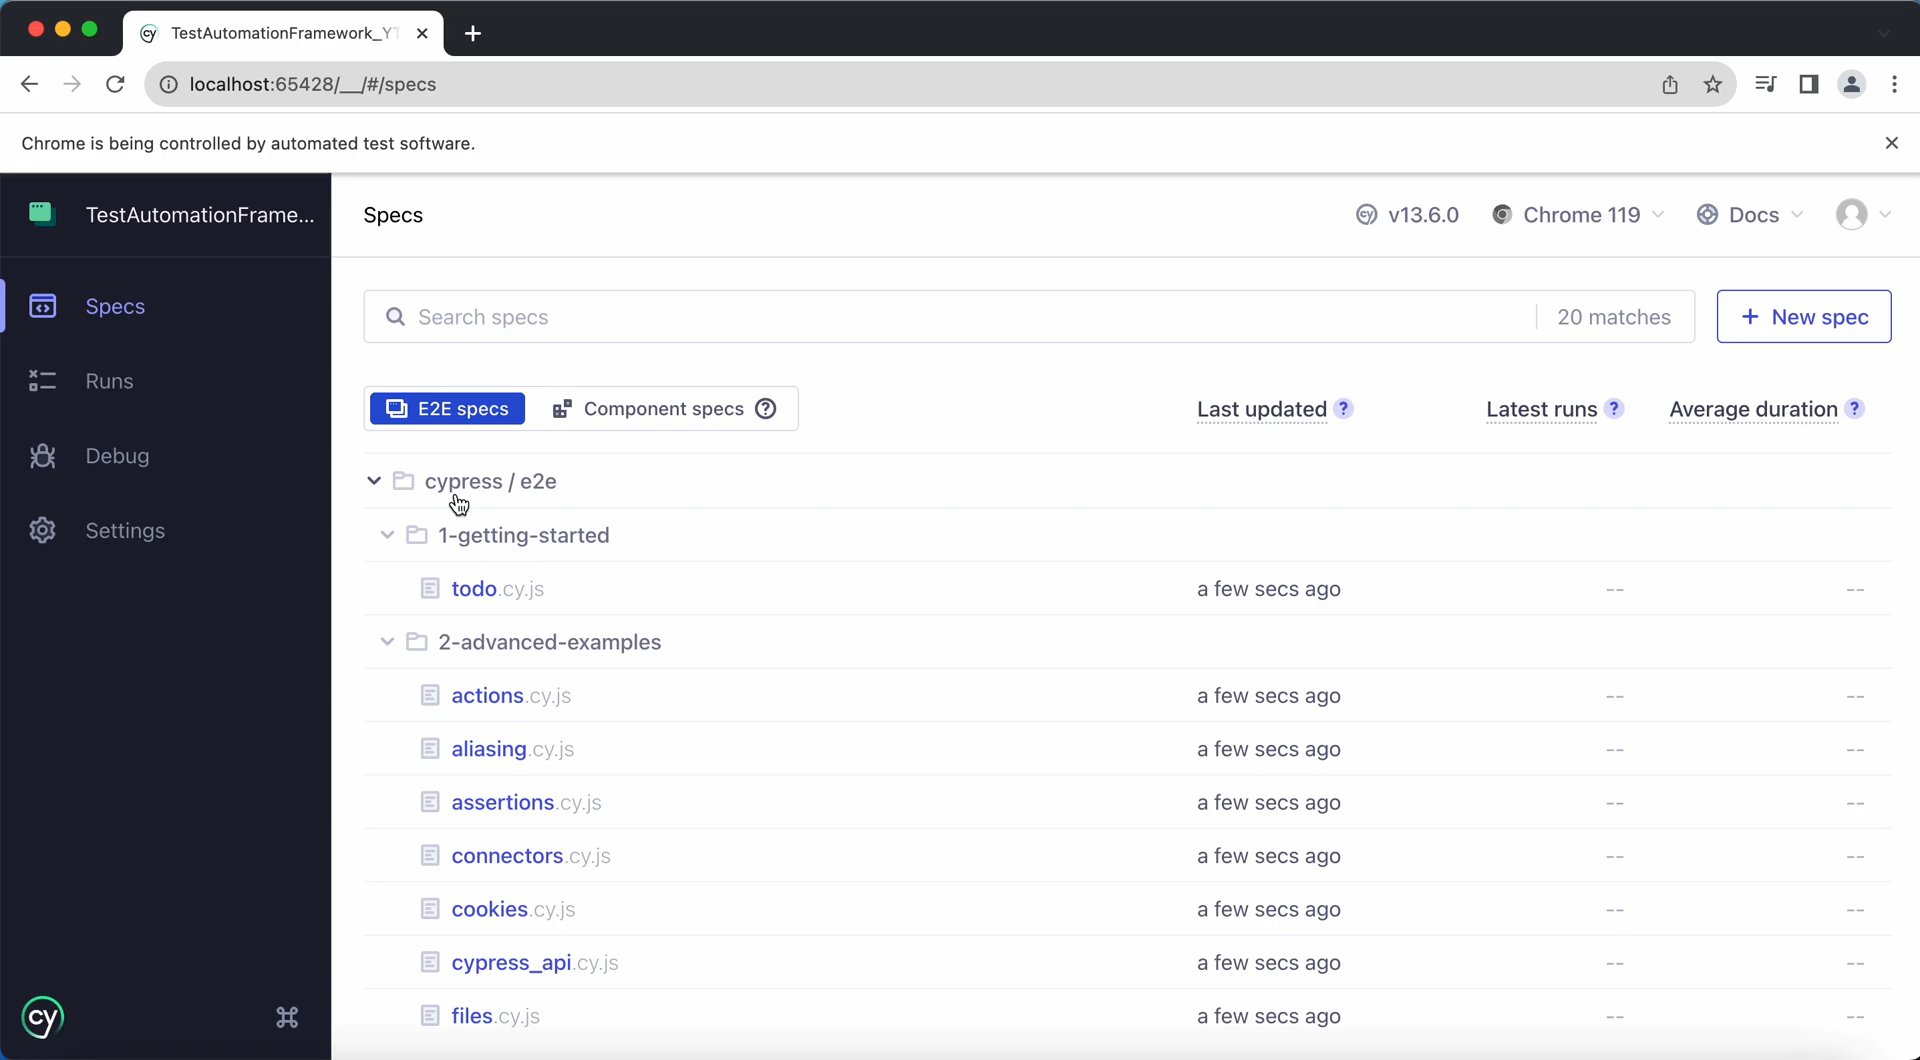 TestAutomationFramework_YT
localhost:65428/__/#/specs
Chrome is being controlled by automated test software.
TestAutomationFrame...
Specs
v13.6.0
Chrome 119
Docs
Specs
Runs
Debug
Settings
Search specs
20 matches
+ New spec
E2E specs
Component specs ?
Last updated ?
Latest runs ?
Average duration ?
cypress / e2e
1-getting-started
todo.cy.js a few secs ago -- --
2-advanced-examples
actions.cy.js a few secs ago -- --
aliasing.cy.js a few secs ago -- --
assertions.cy.js a few secs ago -- --
connectors.cy.js a few secs ago -- --
cookies.cy.js a few secs ago -- --
cypress_api.cy.js a few secs ago -- --
files.cy.js a few secs ago -- --
cy